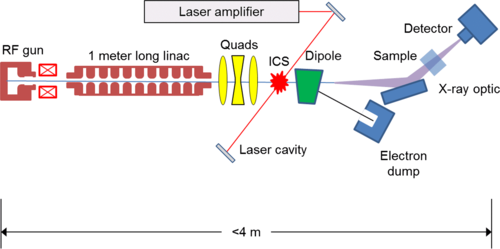 Laser amplifier
Detector
RF gun
1 meter long linac
Quads
ICS
Dipole
Sample
X-ray optic
Laser cavity
Electron
dump
<4 m